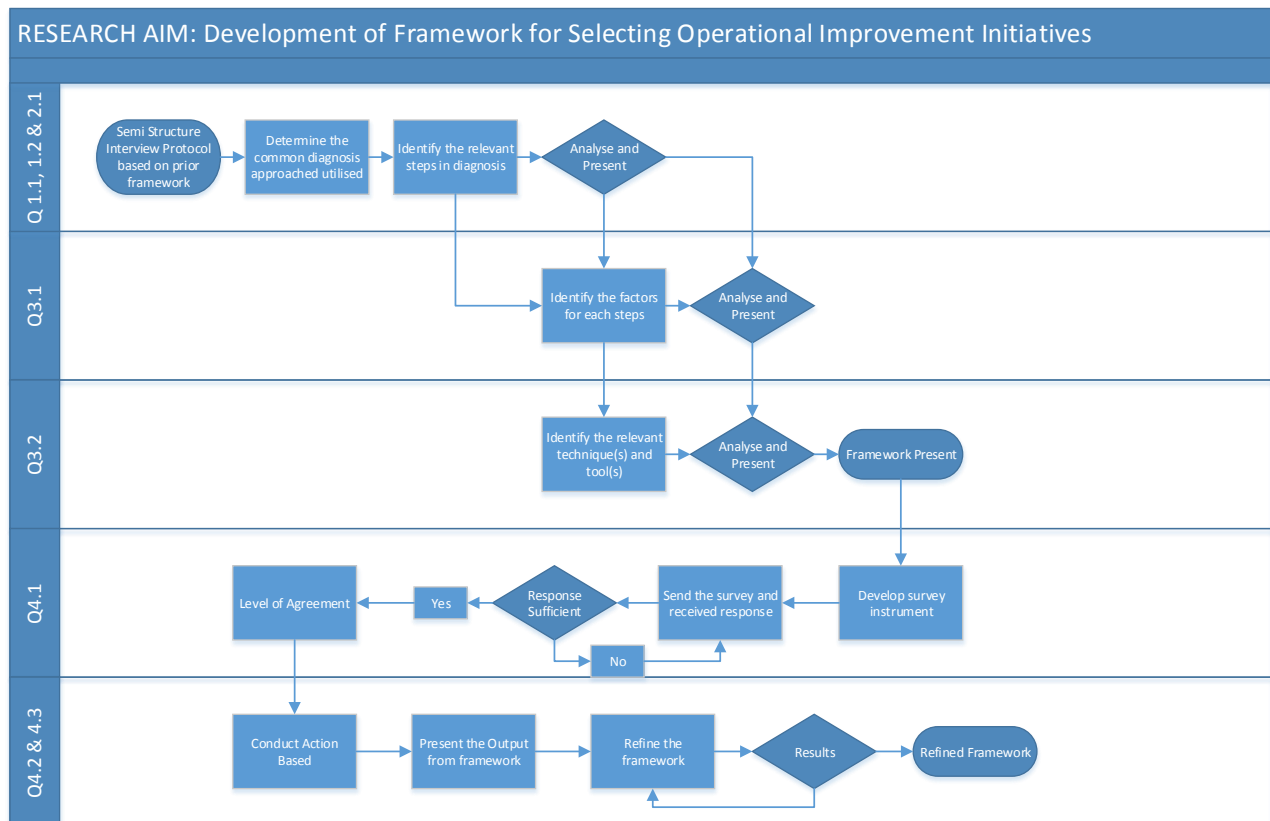 RESEARCH AIM: Development of Framework for Selecting Operational Improvement Initiatives
Q 1.1, 1.2 & 2.1
Semi Structure
Interview Protocol
based on prior
framework
Determine the
common diagnosis
approached utilised
Identify the relevant
steps in diagnosis
Analyse and
Present
Q3.1
Identify the factors
for each steps
Analyse and
Present
Q3.2
Identify the relevant
technique(s) and
tool(s)
Analyse and
Present
Framework Present
Q4.1
Level of Agreement
Yes
Response
Sufficient
No
Send the survey and
received response
Develop survey
instrument
Q4.2 & 4.3
Conduct Action
Based
Present the Output
from framework
Refine the
framework
Results
Refined Framework